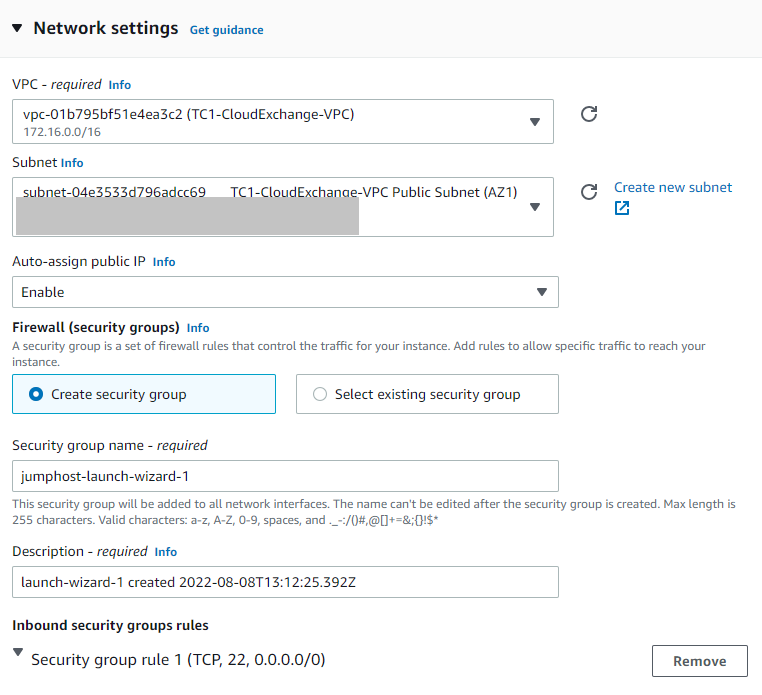 Network settings Get guidance
VPC - required Info
vpc-01b795bf51e4ea3c2 (TC1-CloudExchange-VPC)
172.16.0.0/16
Subnet Info
subnet-04e3533d796adcc69 TC1-CloudExchange-VPC Public Subnet (AZ1)
Create new subnet
Auto-assign public IP Info
Enable
Firewall (security groups) Info
A security group is a set of firewall rules that control the traffic for your instance. Add rules to allow specific traffic to reach your
instance.
Create security group
Select existing security group
Security group name - required
jumphost-launch-wizard-1
This security group will be added to all network interfaces. The name can't be edited after the security group is created. Max length is
255 characters. Valid characters: a-z, A-Z, 0-9, spaces, and ._-:/()#,@[]+=&;{}!$*
Description - required Info
launch-wizard-1 created 2022-08-08T13:12:25.392Z
Inbound security groups rules
Security group rule 1 (TCP, 22, 0.0.0.0/0)
Remove